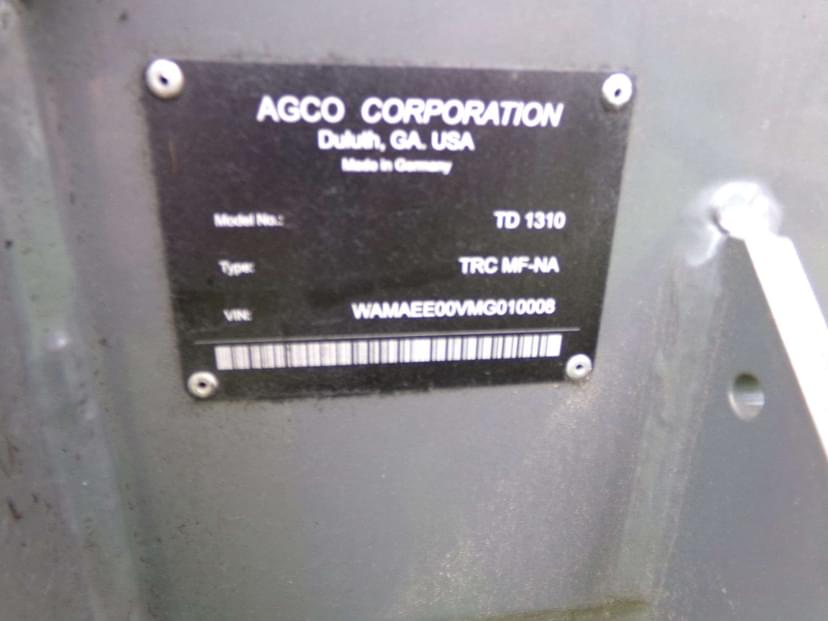 AGCO CORPORATION
Duluth, GA. USA
Made in Germany
Model No.: TD 1310
Type: TRC MF-NA
VIN: WAMAEE00VMG010008